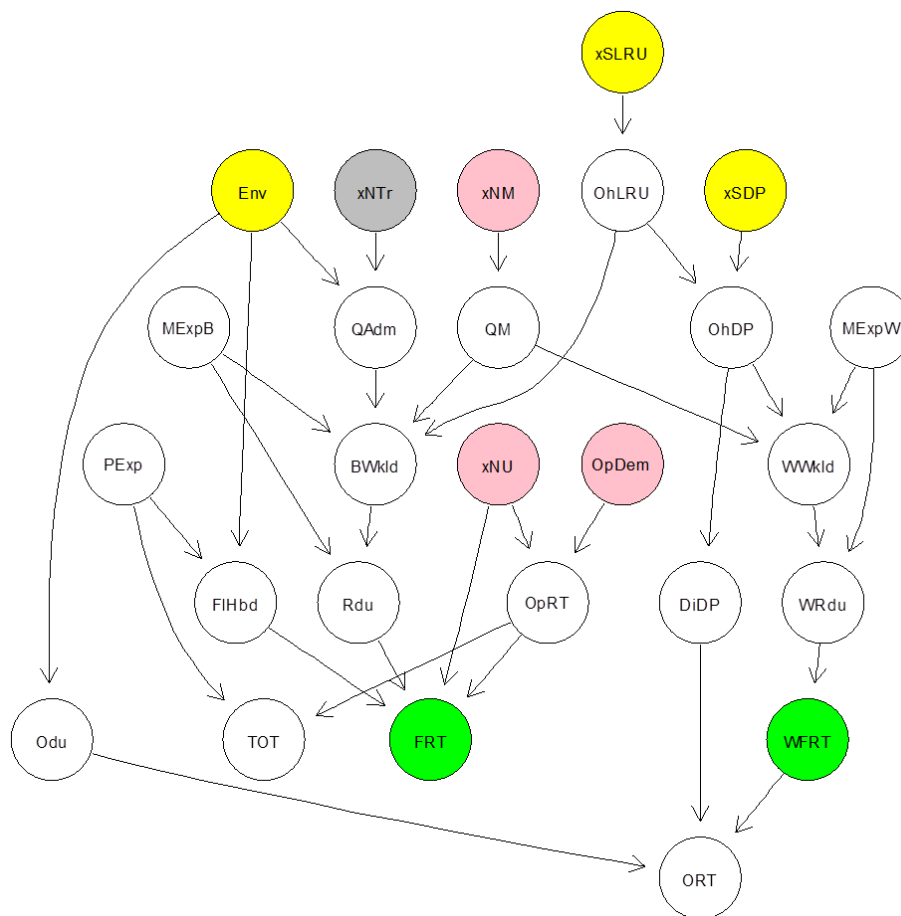 xSLRU
Env
xNTr
xNM
OhLRU
xSDP
MExpB
QAdm
QM
OhDP
MExpW
PExp
BWkld
xNU
OpDem
WWkld
FlHbd
Rdu
OpRT
DiDP
WRdu
Odu
TOT
FRT
WFRT
ORT